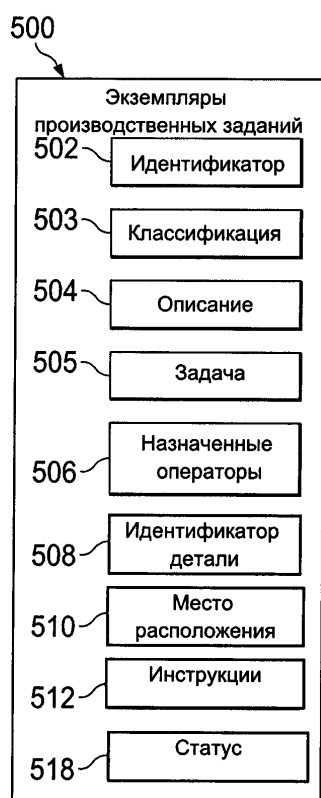 500
Экземпляры
производственных заданий
502
Идентификатор
503
Классификация
504
Описание
505
Задача
506
Назначенные
операторы
508
Идентификатор
детали
510
Место
расположения
512
Инструкции
518
Статус